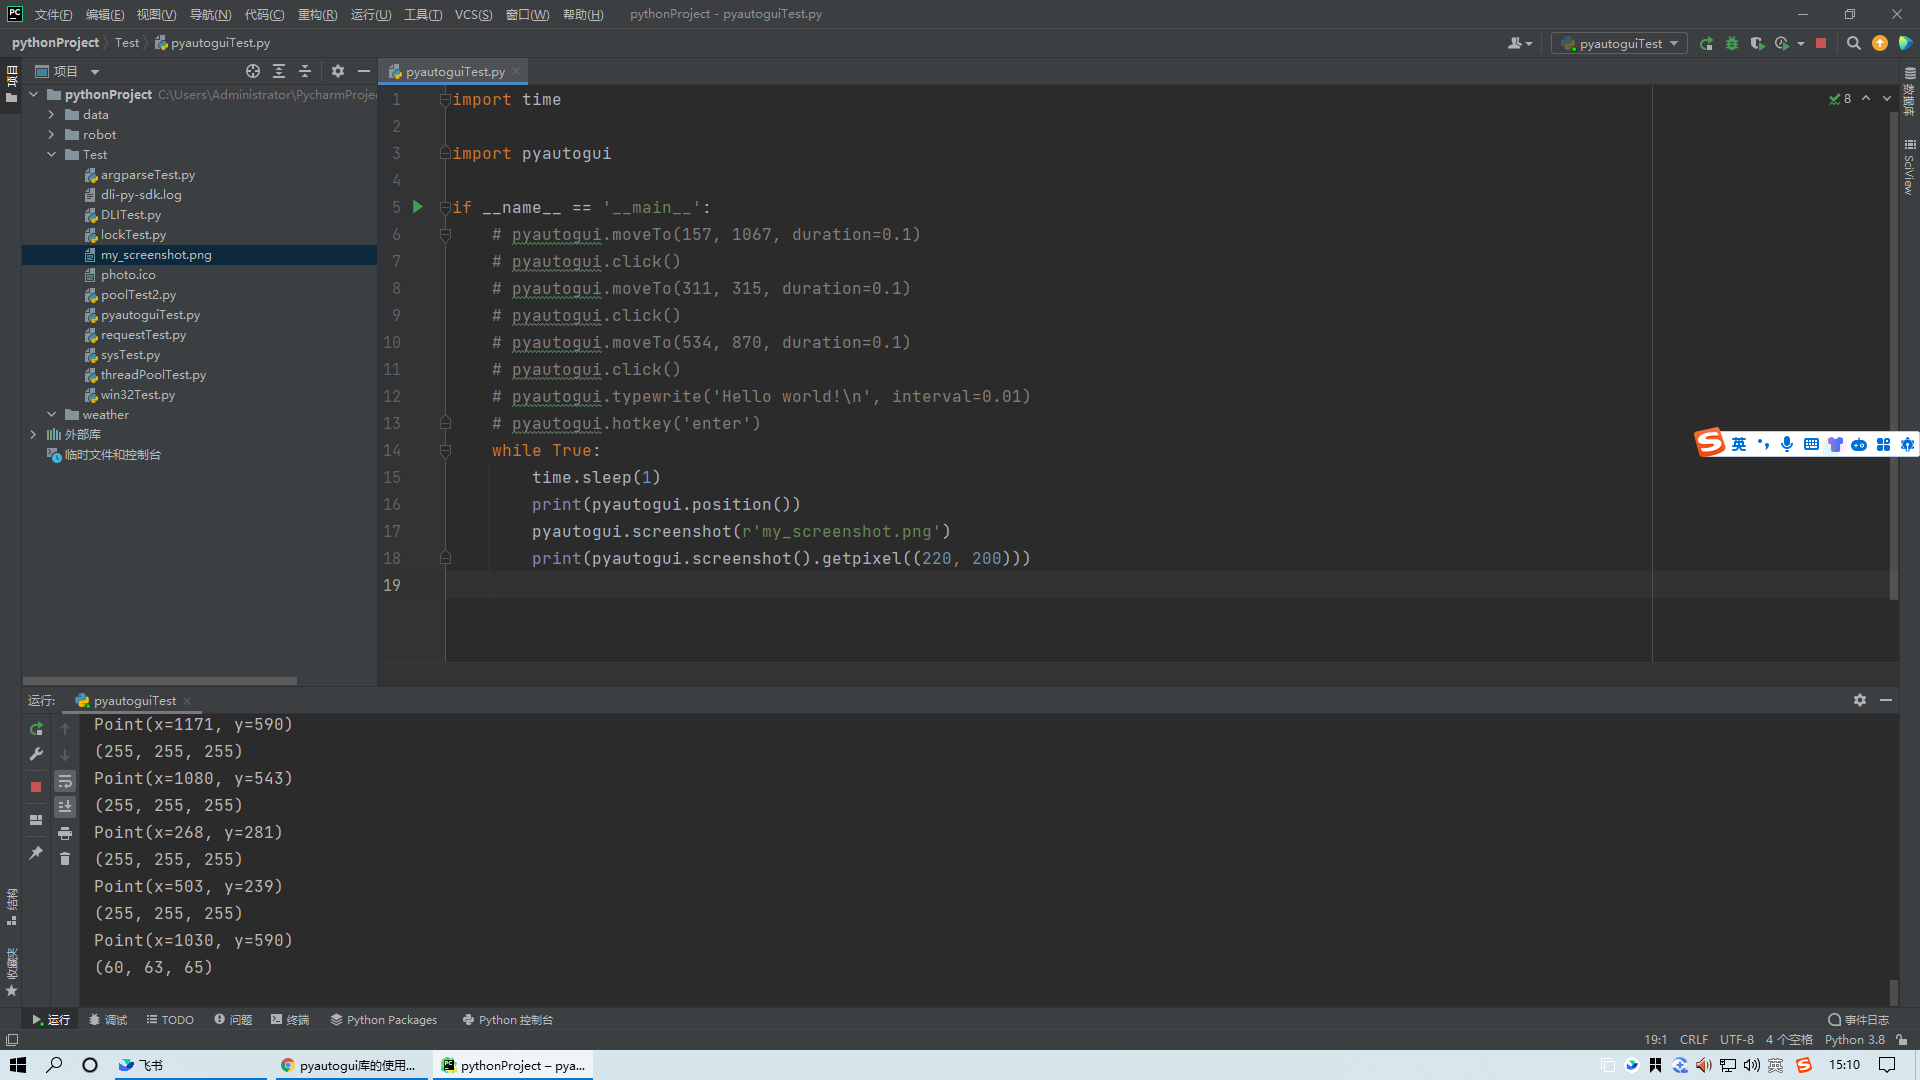 文件(F) 编辑(E) 视图(V) 导航(N) 代码(C) 重构(R) 运行(U) 工具(T) VCS(S) 窗口(W) 帮助(H) pythonProject - pyautoguiTest.py
pythonProject Test pyautoguiTest.py
pyautoguiTest
项目
项目
pyautoguiTest.py
pythonProject C:\Users\Administrator\PycharmProje
data
robot
Test
argparseTest.py
dli-py-sdk.log
DLITest.py
lockTest.py
my_screenshot.png
photo.ico
poolTest2.py
pyautoguiTest.py
requestTest.py
sysTest.py
threadPoolTest.py
win32Test.py
weather
外部库
临时文件和控制台
1 import time
2
3 import pyautogui
4
5 if __name__ == '__main__':
6 # pyautogui.moveTo(157, 1067, duration=0.1)
7 # pyautogui.click()
8 # pyautogui.moveTo(311, 315, duration=0.1)
9 # pyautogui.click()
10 # pyautogui.moveTo(534, 870, duration=0.1)
11 # pyautogui.click()
12 # pyautogui.typewrite('Hello world!\n', interval=0.01)
13 # pyautogui.hotkey('enter')
14 while True:
15 time.sleep(1)
16 print(pyautogui.position())
17 pyautogui.screenshot(r'my_screenshot.png')
18 print(pyautogui.screenshot().getpixel((220, 200)))
19
8
数据库
SciView
英
运行: pyautoguiTest
Point(x=1171, y=590)
(255, 255, 255)
Point(x=1080, y=543)
(255, 255, 255)
Point(x=268, y=281)
(255, 255, 255)
Point(x=503, y=239)
(255, 255, 255)
Point(x=1030, y=590)
(60, 63, 65)
结构
收藏夹
运行 调试 TODO 问题 终端 Python Packages Python 控制台 事件日志
19:1 CRLF UTF-8 4 个空格 Python 3.8
飞书 pyautogui库的使用... pythonProject – pya... 英 15:10